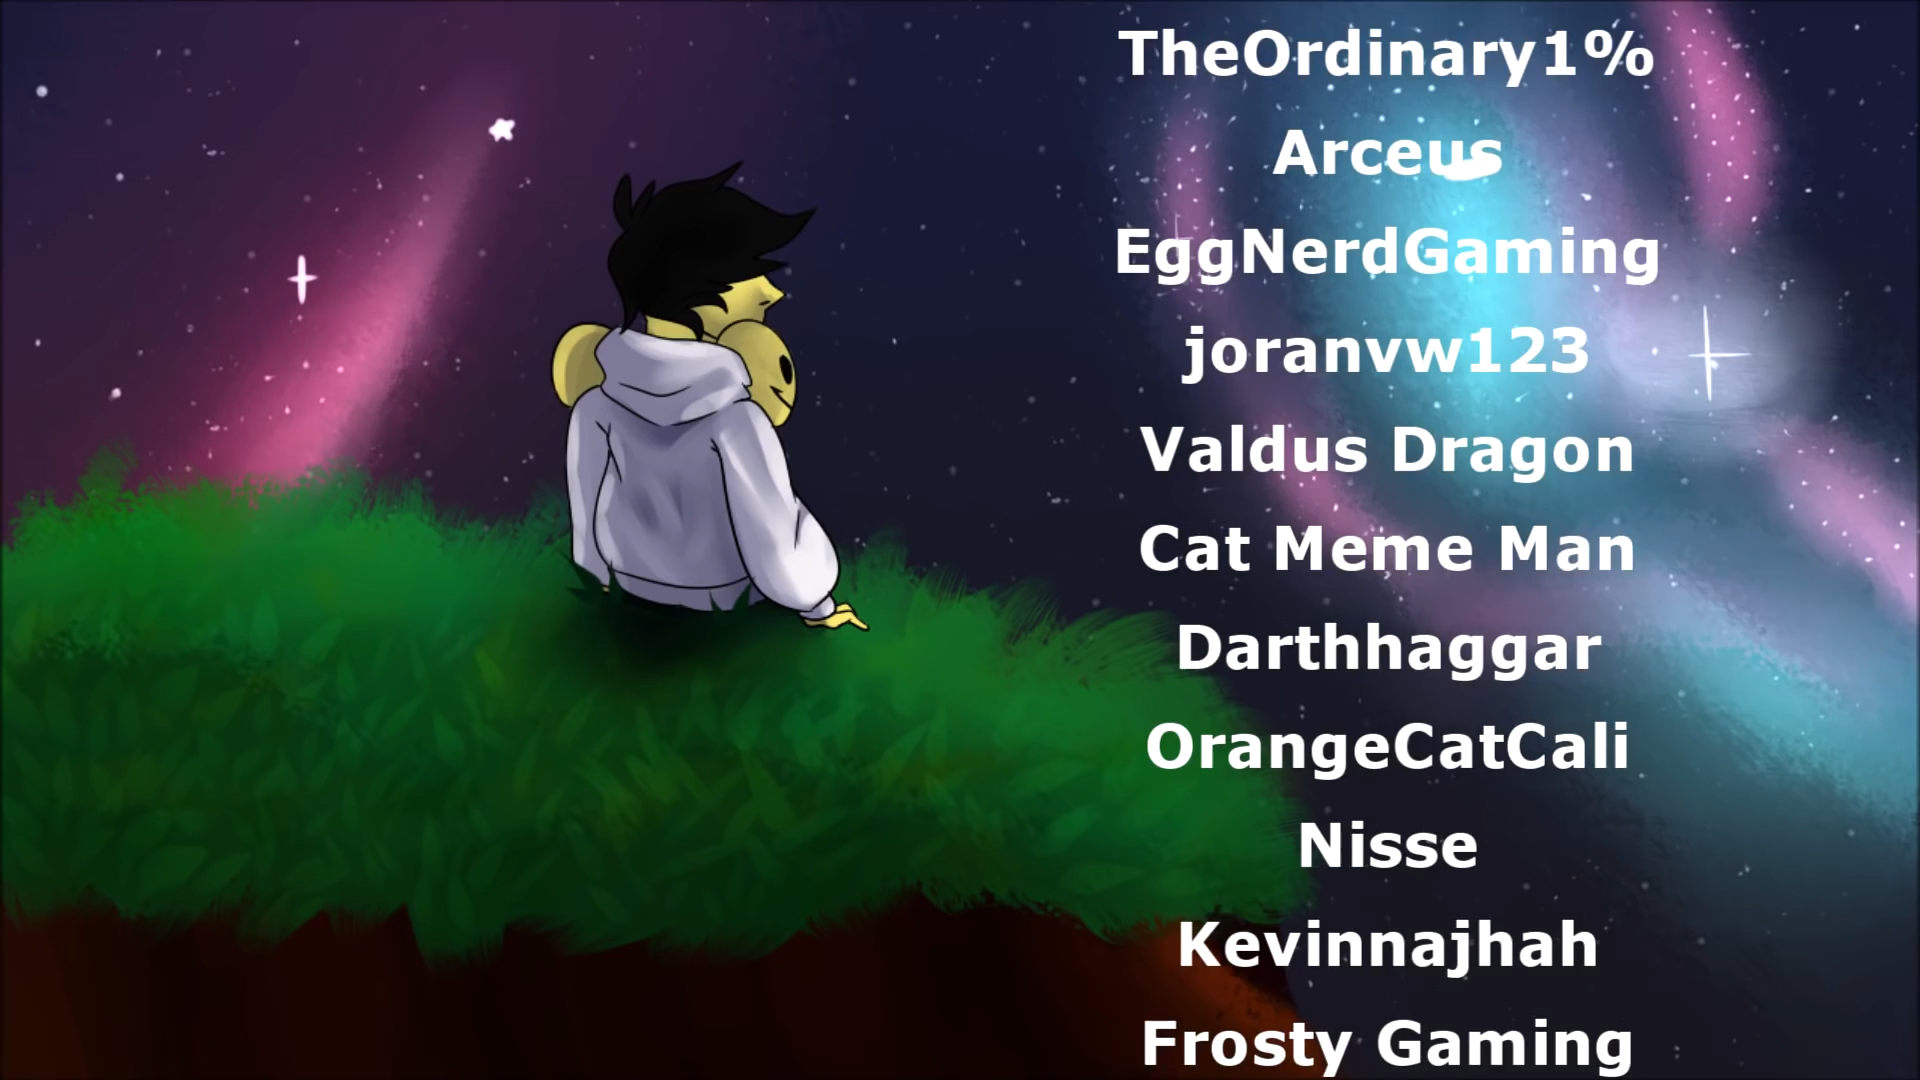 TheOrdinary1%
Arceus
EggNerdGaming
joranvw123
Valdus Dragon
Cat Meme Man
Darthhaggar
OrangeCatCali
Nisse
Kevinnajhah
Frosty Gaming